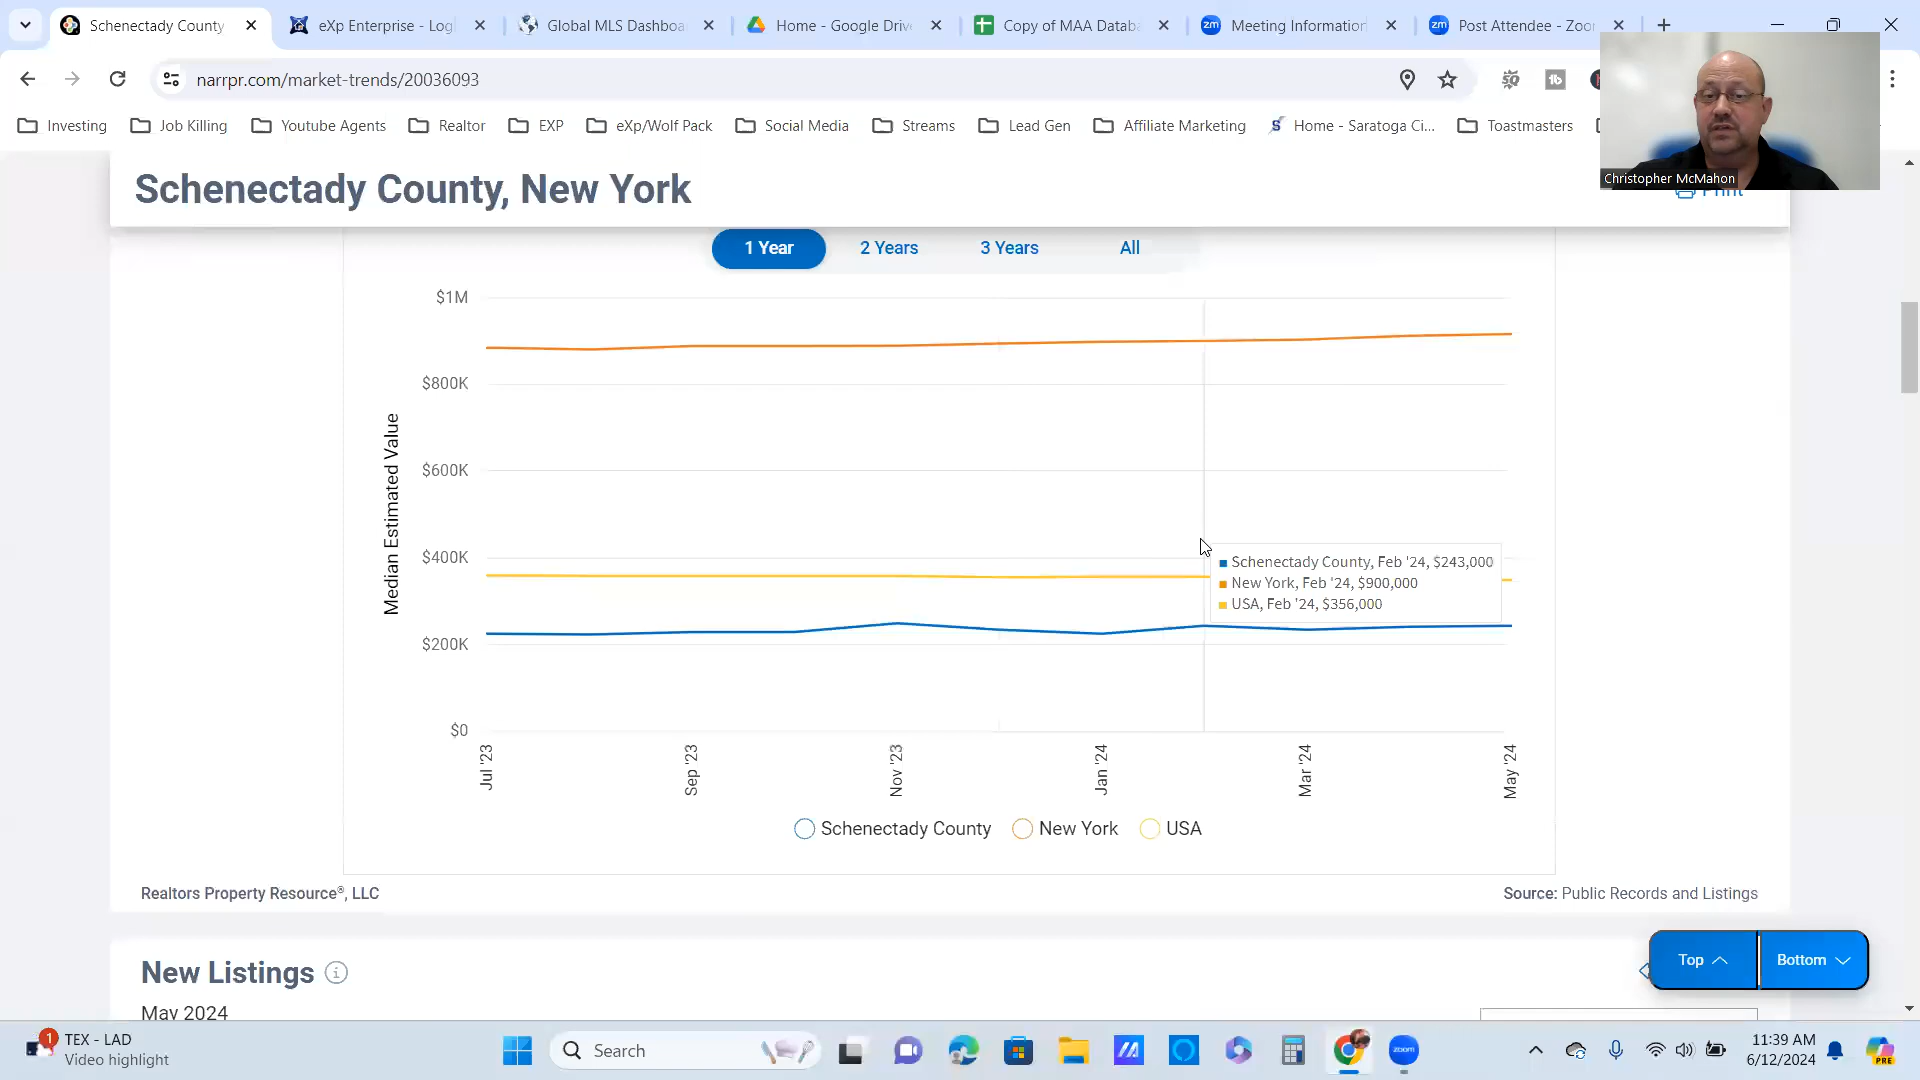 Schenectady County
eXp Enterprise - Log
Global MLS Dashboa
Home - Google Driv
Copy of MAA Datab
Meeting Information
Post Attendee - Zoo
narrpr.com/market-trends/20036093
Investing
Job Killing
Youtube Agents
Realtor
EXP
eXp/Wolf Pack
Social Media
Streams
Lead Gen
Affiliate Marketing
Home - Saratoga Ci...
Toastmasters
Christopher McMahon
Schenectady County, New York
Print
1 Year
2 Years
3 Years
All
$1M
$800K
$600K
$400K
$200K
$0
Median Estimated Value
Schenectady County, Feb '24, $243,000
New York, Feb '24, $900,000
USA, Feb '24, $356,000
Jul '23
Sep '23
Nov '23
Jan '24
Mar '24
May '24
Schenectady County
New York
USA
Realtors Property Resource®, LLC
Source: Public Records and Listings
New Listings
May 2024
Top
Bottom
1
TEX - LAD
Video highlight
Search
zoom
11:39 AM
6/12/2024
PRE